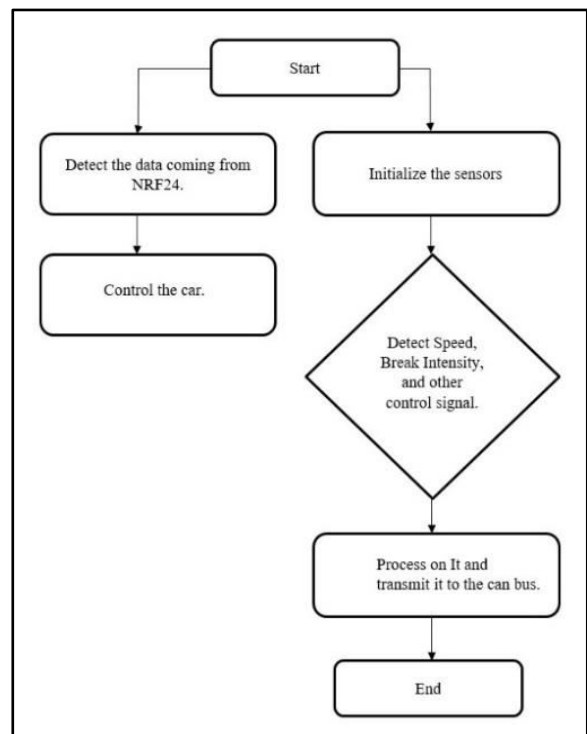 Start
Detect the data coming from
NRF24.
Control the car.
Initialize the sensors
Detect Speed,
Break Intensity,
and other
control signal.
Process on It and
transmit it to the can bus.
End